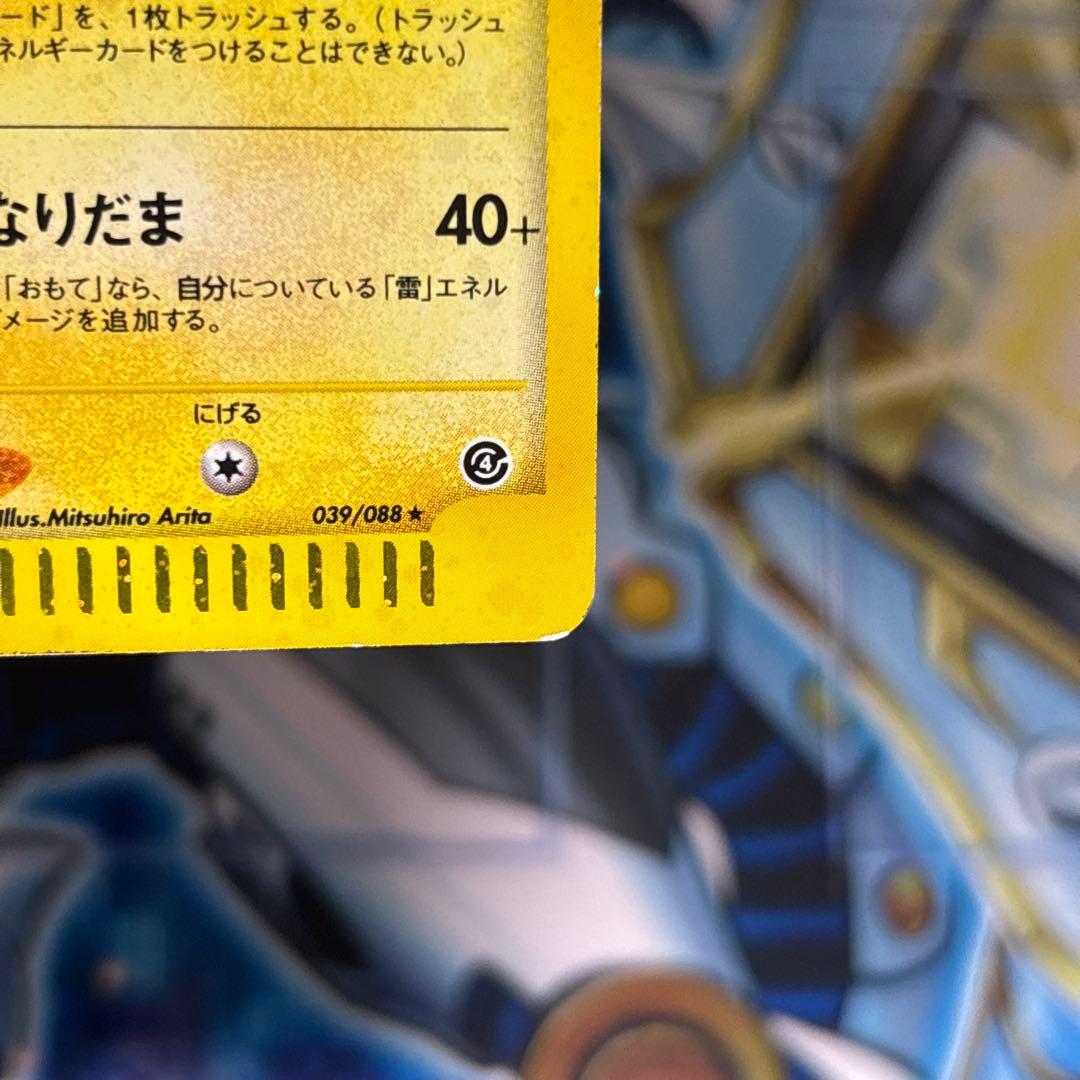 ード」を、1枚トラッシュする。（トラッシュ
ネルギーカードをつけることはできない。）
なりだま 40+
「おもて」なら、自分についている「雷」エネル
メージを追加する。
にげる
4
Illus.Mitsuhiro Arita 039/088★